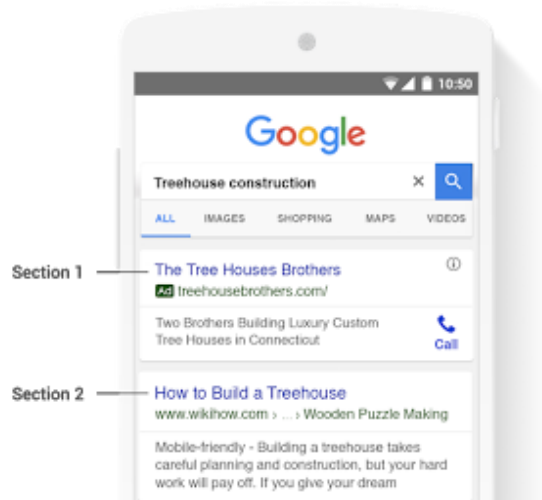 10:50
Google
Treehouse construction ×
ALL IMAGES SHOPPING MAPS VIDEOS
Section 1
The Tree Houses Brothers
Ad treehousebrothers.com/
Two Brothers Building Luxury Custom
Tree Houses in Connecticut
Call
Section 2
How to Build a Treehouse
www.wikihow.com › ... › Wooden Puzzle Making
Mobile-friendly - Building a treehouse takes
careful planning and construction, but your hard
work will pay off. If you give your dream